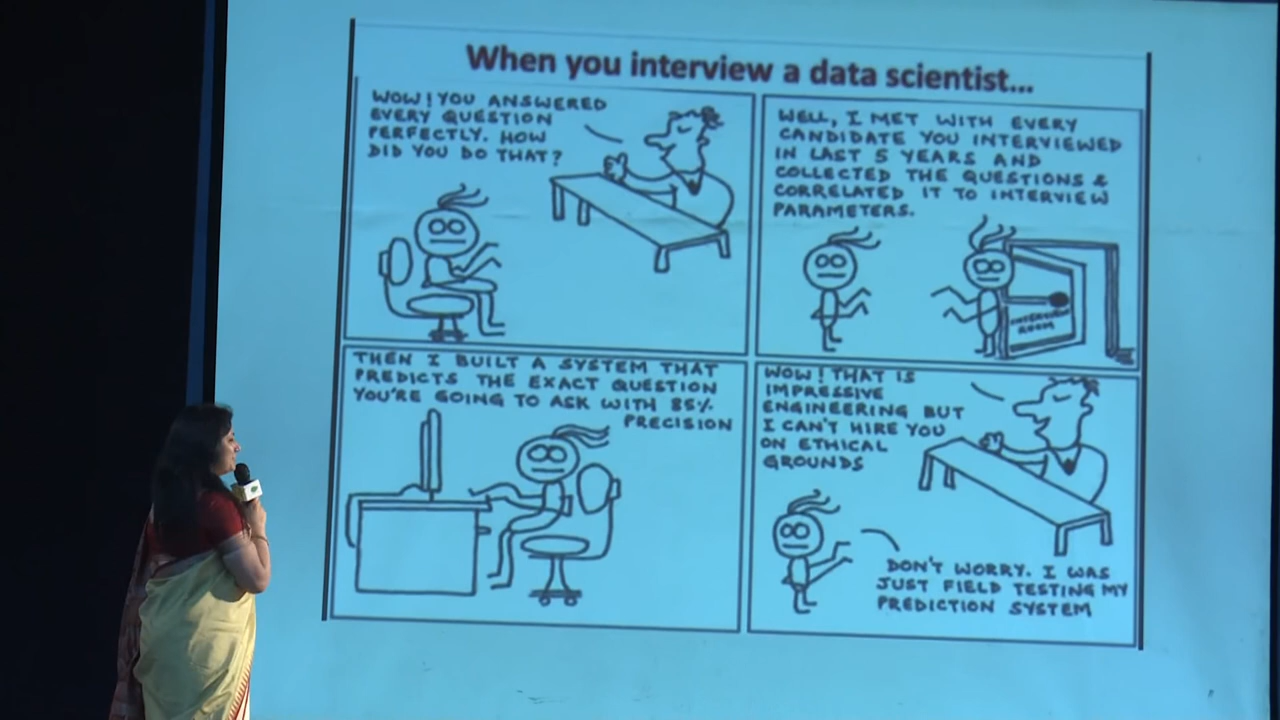 When you interview a data scientist...
WOW! YOU ANSWERED
EVERY QUESTION
PERFECTLY. HOW
DID YOU DO THAT?
WELL, I MET WITH EVERY
CANDIDATE YOU INTERVIEWED
IN LAST 5 YEARS AND
COLLECTED THE QUESTIONS &
CORRELATED IT TO INTERVIEW
PARAMETERS.
INTERVIEW
ROOM
THEN I BUILT A SYSTEM THAT
PREDICTS THE EXACT QUESTION
YOU'RE GOING TO ASK WITH 85%
PRECISION
WOW! THAT IS
IMPRESSIVE
ENGINEERING BUT
I CAN'T HIRE YOU
ON ETHICAL
GROUNDS
DON'T WORRY. I WAS
JUST FIELD TESTING MY
PREDICTION SYSTEM